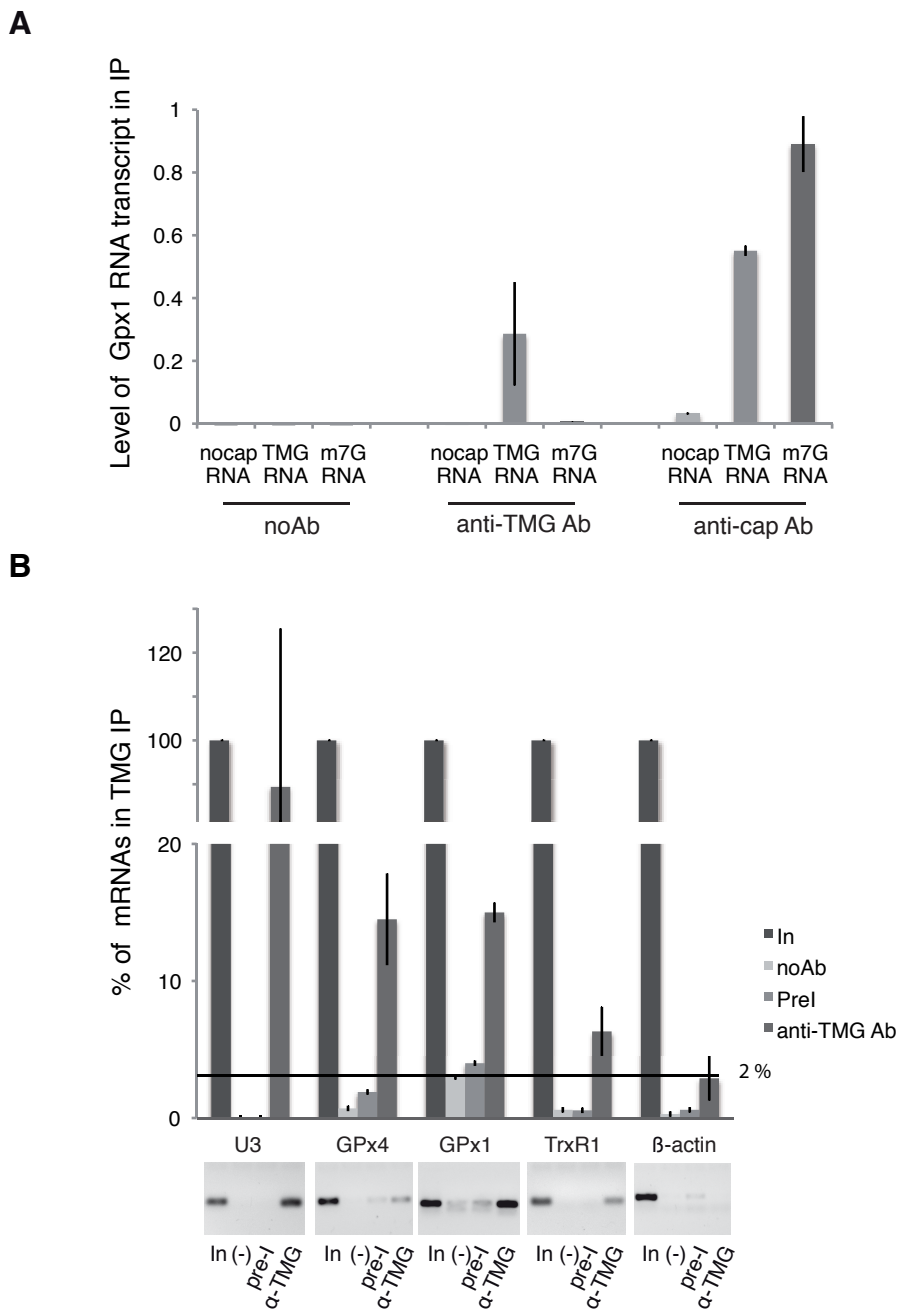 A
Level of Gpx1 RNA transcript in IP
1
0.8
0.6
0.4
0.2
0
nocap TMG m7G
RNA RNA RNA
nocap TMG m7G
RNA RNA RNA
nocap TMG m7G
RNA RNA RNA
noAb
anti-TMG Ab
anti-cap Ab
B
% of mRNAs in TMG IP
120
100
20
10
0
2 %
In
noAb
PreI
anti-TMG Ab
U3 GPx4 GPx1 TrxR1 ß-actin
In (-) pre-I α-TMG
In (-) pre-I α-TMG
In (-) pre-I α-TMG
In (-) pre-I α-TMG
In (-) pre-I α-TMG